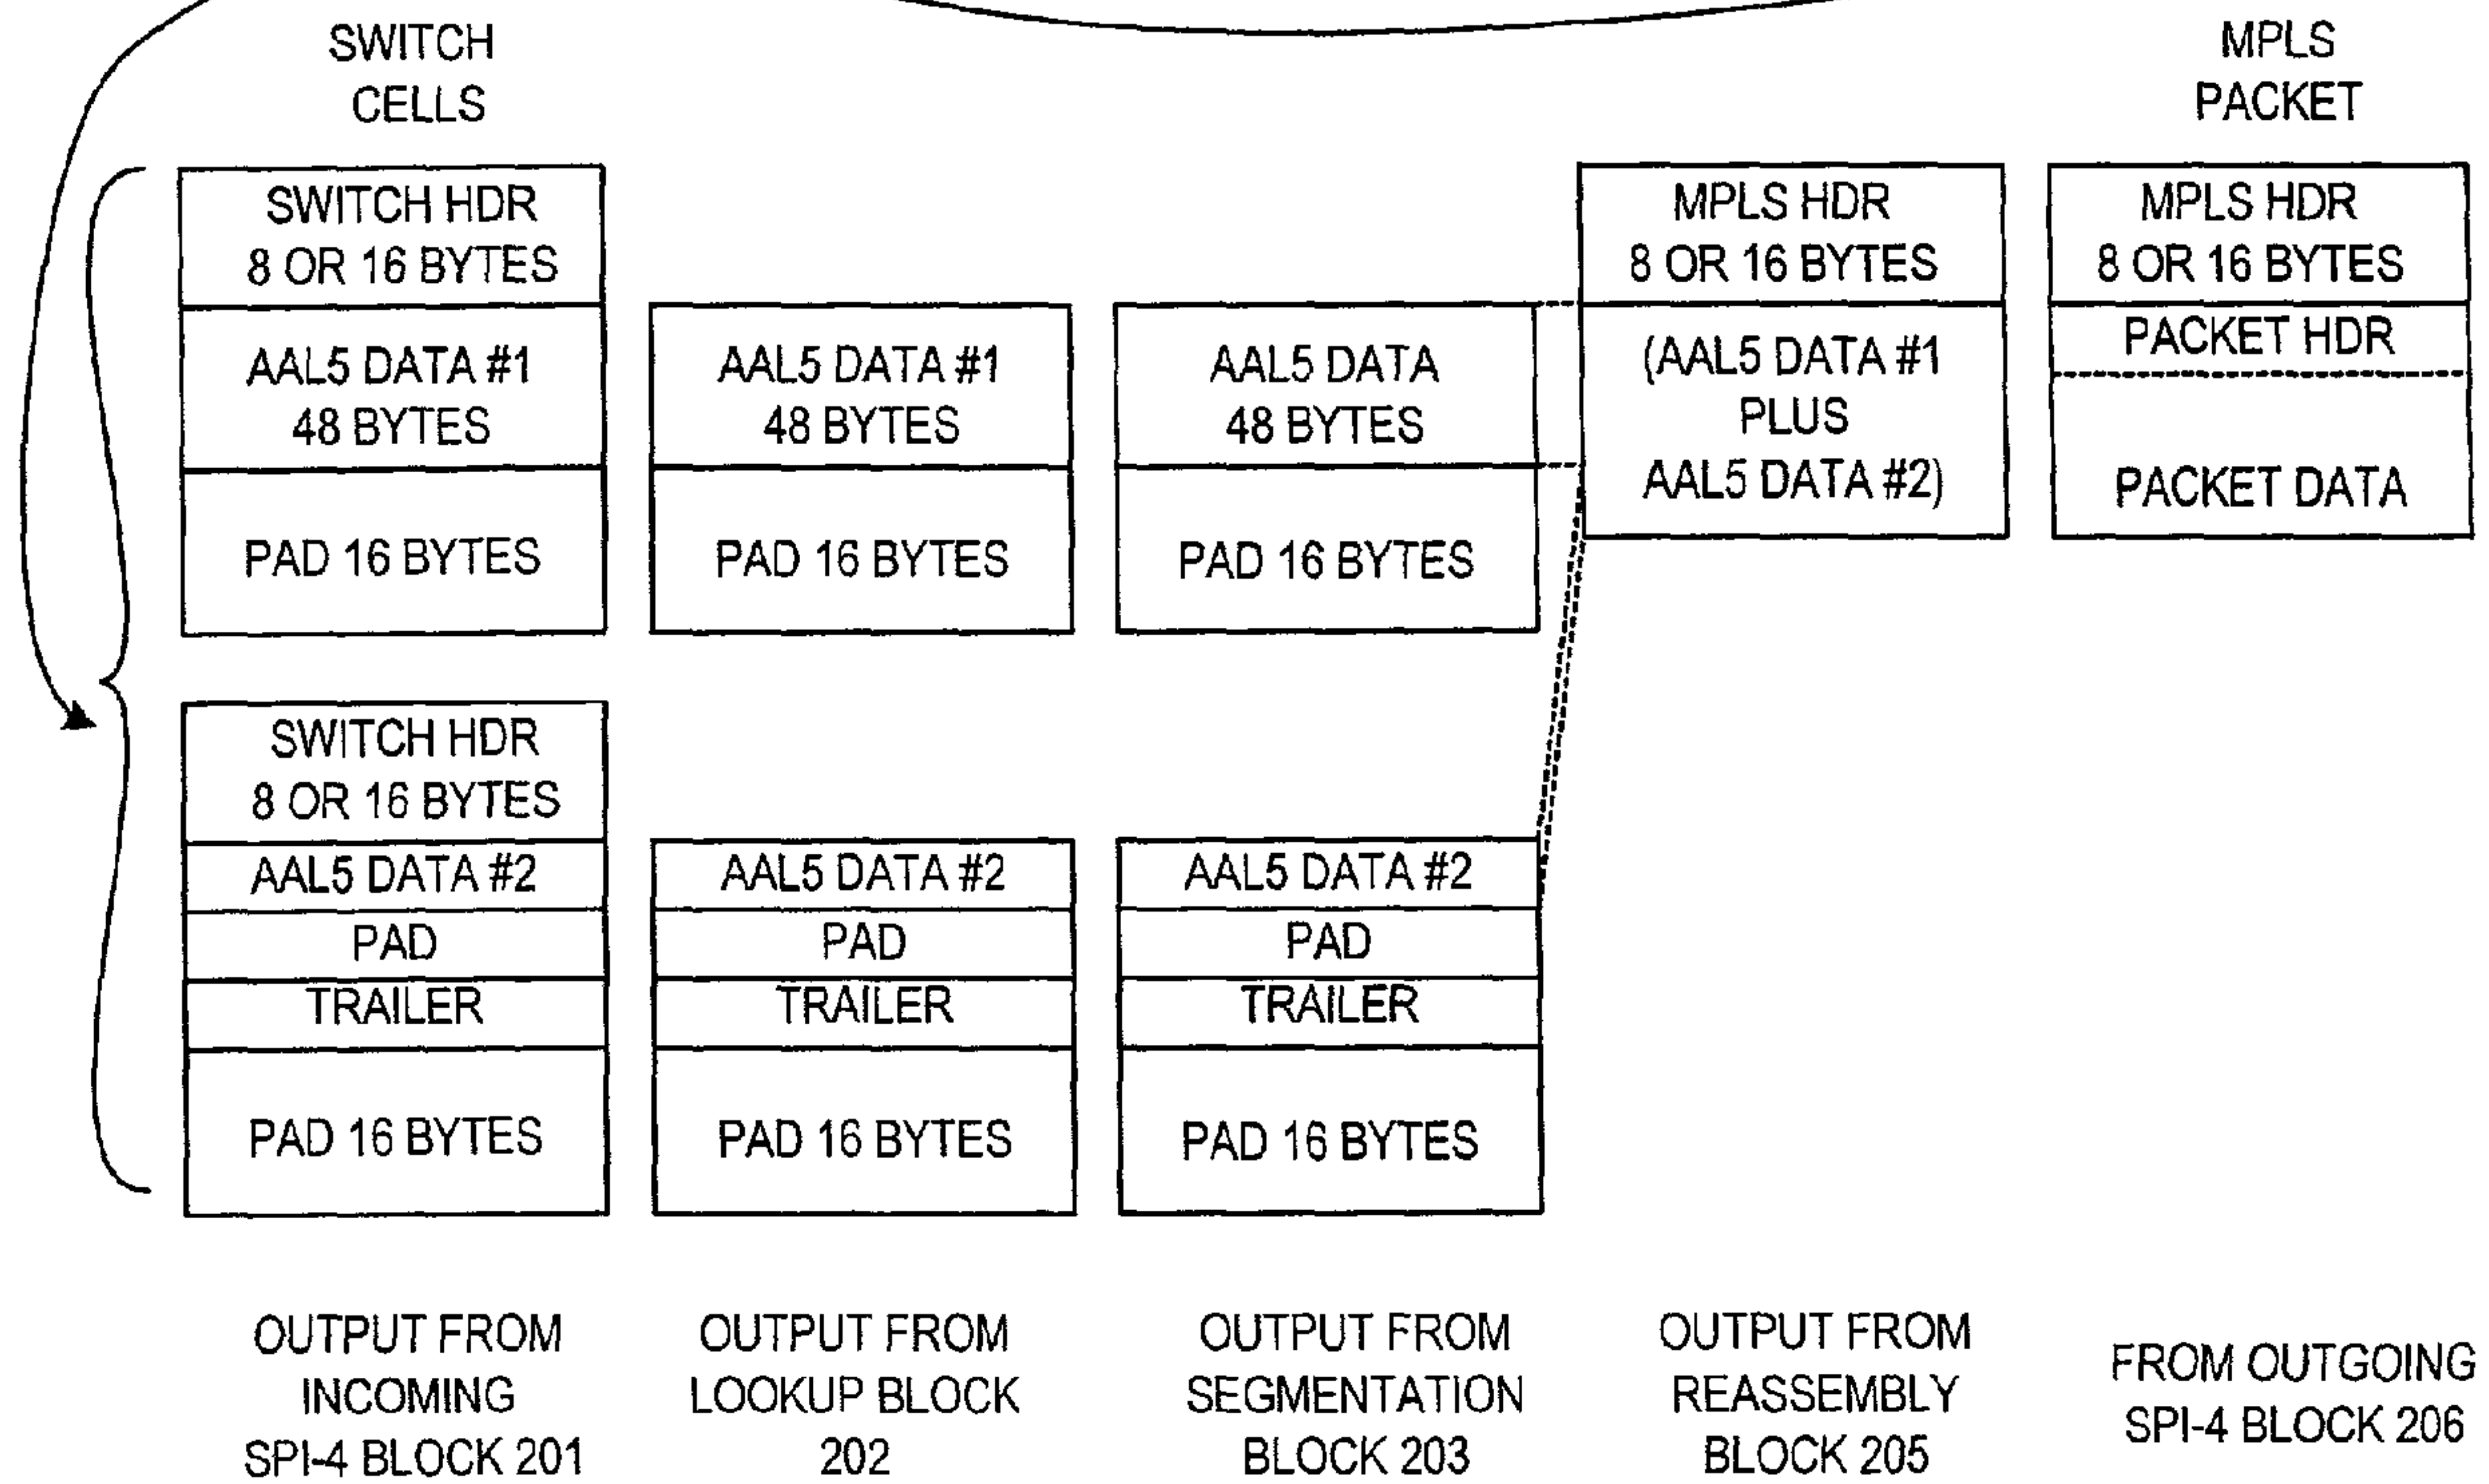 SWITCH
CELLS
MPLS
PACKET
SWITCH HDR
8 OR 16 BYTES
AAL5 DATA #1
48 BYTES
PAD 16 BYTES
AAL5 DATA #1
48 BYTES
PAD 16 BYTES
AAL5 DATA
48 BYTES
PAD 16 BYTES
MPLS HDR
8 OR 16 BYTES
(AAL5 DATA #1
PLUS
AAL5 DATA #2)
MPLS HDR
8 OR 16 BYTES
PACKET HDR
PACKET DATA
SWITCH HDR
8 OR 16 BYTES
AAL5 DATA #2
PAD
TRAILER
PAD 16 BYTES
AAL5 DATA #2
PAD
TRAILER
PAD 16 BYTES
AAL5 DATA #2
PAD
TRAILER
PAD 16 BYTES
OUTPUT FROM
INCOMING
SPI-4 BLOCK 201
OUTPUT FROM
LOOKUP BLOCK
202
OUTPUT FROM
SEGMENTATION
BLOCK 203
OUTPUT FROM
REASSEMBLY
BLOCK 205
FROM OUTGOING
SPI-4 BLOCK 206